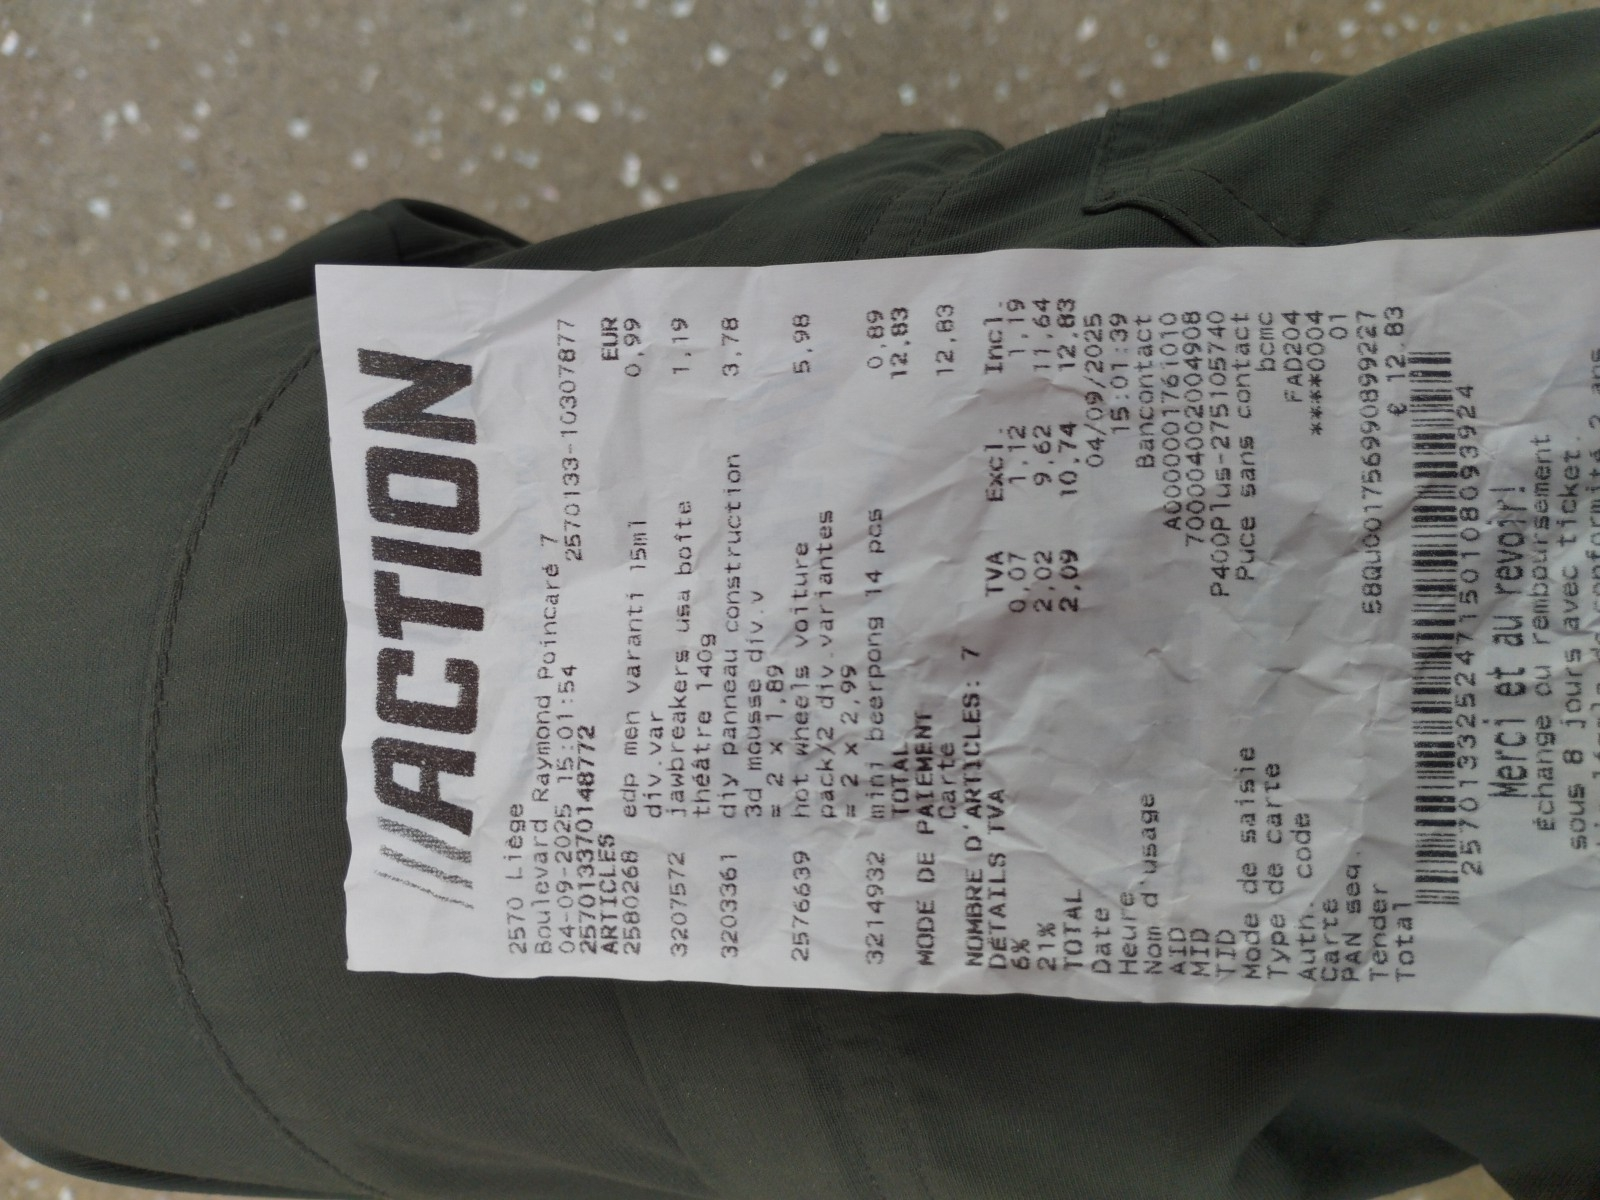 ///ACTION
2570 Liège
Boulevard Raymond Poincaré 7
04-09-2025 15:01:54 2570133-10307877
257013370148772
ARTICLES EUR
2580268 edp men varanti 15ml 0,99
div.var
3207572 jawbreakers usa boîte 1,19
théâtre 140g
3203361 diy panneau construction 3,78
3d mousse div.v
= 2 x 1,89
2576639 hot wheels voiture 5,98
pack/2 div.variantes
= 2 x 2,99
3214932 mini beerpong 14 pcs 0,89
TOTAL 12,83
MODE DE PAIEMENT
Carte 12,83
NOMBRE D'ARTICLES: 7
DÉTAILS TVA TVA Excl. Incl.
6% 0,07 1,12 1,19
21% 2,02 9,62 11,64
TOTAL 2,09 10,74 12,83
Date 04/09/2025
Heure 15:01:39
Nom d'usage Bancontact
AID A0000001761010
MID 700004002004908
TID P400Plus-275105740
Mode de saisie Puce sans contact
Type de carte bcmc
Auth. code FAD204
Carte ****0004
PAN seq. 01
Tender 58QU001756990899227
Total € 12.83
257013325247150108093924
Merci et au revoir!
Échange ou remboursement
sous 8 jours avec ticket.
conformité 2 ans